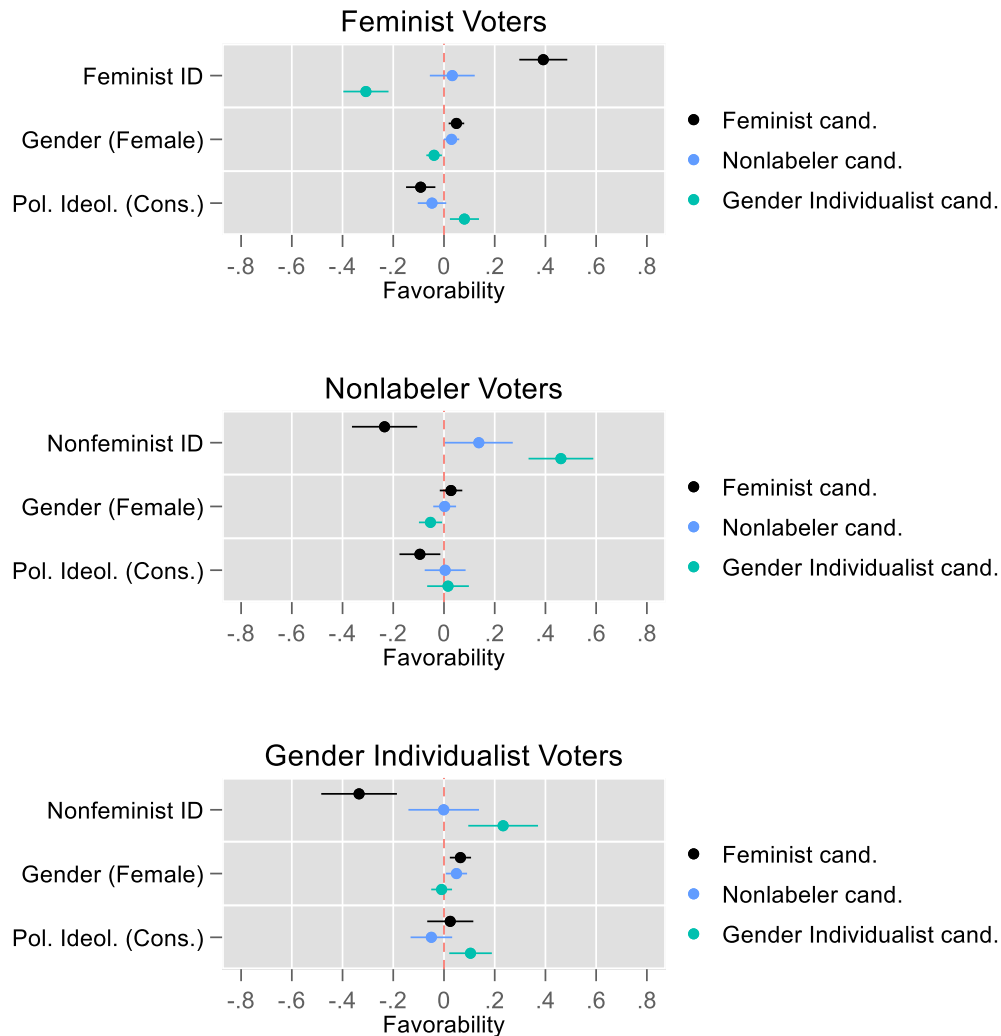 Feminist Voters
Feminist ID
Gender (Female)
Pol. Ideol. (Cons.)
-.8 -.6 -.4 -.2 0 .2 .4 .6 .8
Favorability
Feminist cand.
Nonlabeler cand.
Gender Individualist cand.
Nonlabeler Voters
Nonfeminist ID
Gender (Female)
Pol. Ideol. (Cons.)
-.8 -.6 -.4 -.2 0 .2 .4 .6 .8
Favorability
Feminist cand.
Nonlabeler cand.
Gender Individualist cand.
Gender Individualist Voters
Nonfeminist ID
Gender (Female)
Pol. Ideol. (Cons.)
-.8 -.6 -.4 -.2 0 .2 .4 .6 .8
Favorability
Feminist cand.
Nonlabeler cand.
Gender Individualist cand.